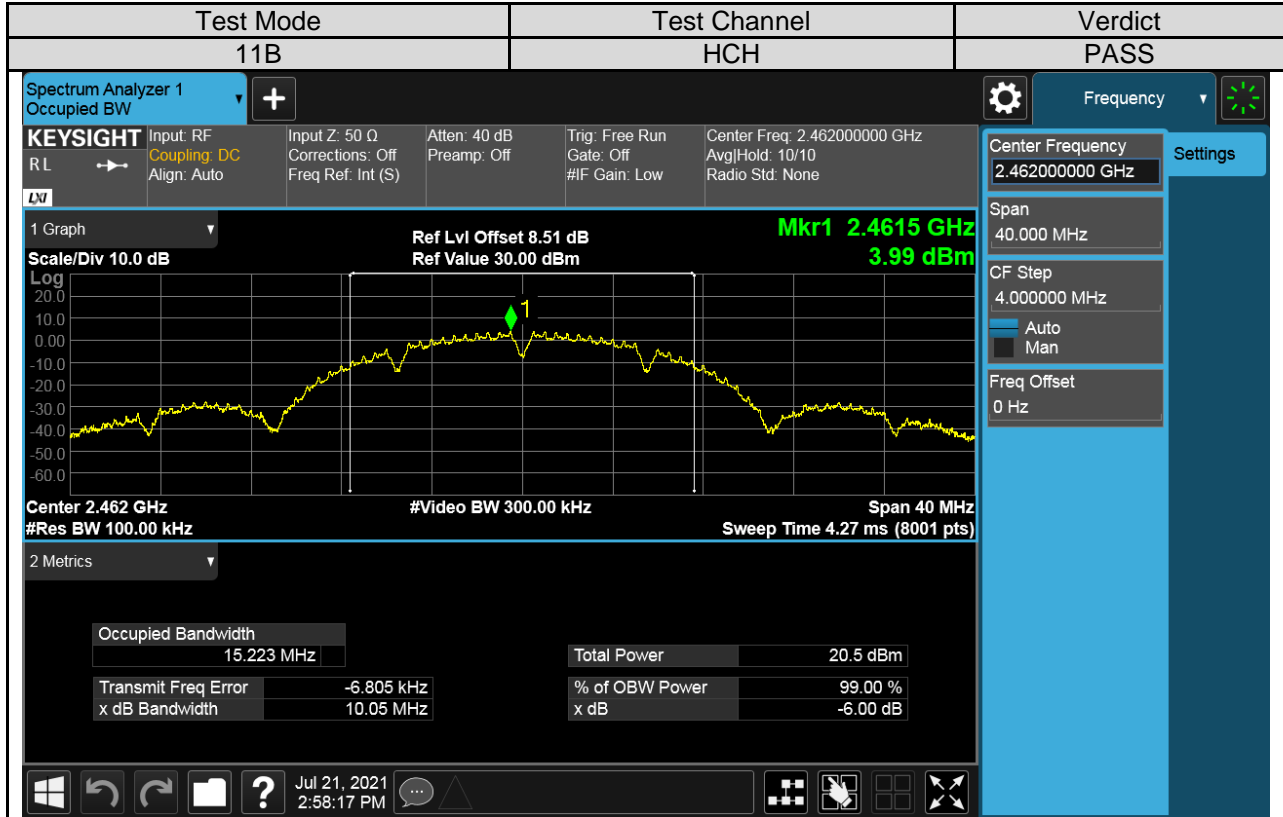 Test Mode Test Channel Verdict
11B HCH PASS
Spectrum Analyzer 1
Occupied BW
Frequency
KEYSIGHT
R L
LXI
Input: RF
Coupling: DC
Align: Auto
Input Z: 50 Ω
Corrections: Off
Freq Ref: Int (S)
Atten: 40 dB
Preamp: Off
Trig: Free Run
Gate: Off
#IF Gain: Low
Center Freq: 2.462000000 GHz
Avg|Hold: 10/10
Radio Std: None
Center Frequency
2.462000000 GHz
Settings
Span
40.000 MHz
CF Step
4.000000 MHz
Auto
Man
Freq Offset
0 Hz
1 Graph
Scale/Div 10.0 dB
Ref Lvl Offset 8.51 dB
Ref Value 30.00 dBm
Mkr1 2.4615 GHz
3.99 dBm
Log
20.0
10.0
0.00
-10.0
-20.0
-30.0
-40.0
-50.0
-60.0
1
Center 2.462 GHz
#Res BW 100.00 kHz
#Video BW 300.00 kHz
Span 40 MHz
Sweep Time 4.27 ms (8001 pts)
2 Metrics
Occupied Bandwidth
15.223 MHz
Transmit Freq Error -6.805 kHz
x dB Bandwidth 10.05 MHz
Total Power 20.5 dBm
% of OBW Power 99.00 %
x dB -6.00 dB
?
Jul 21, 2021
2:58:17 PM